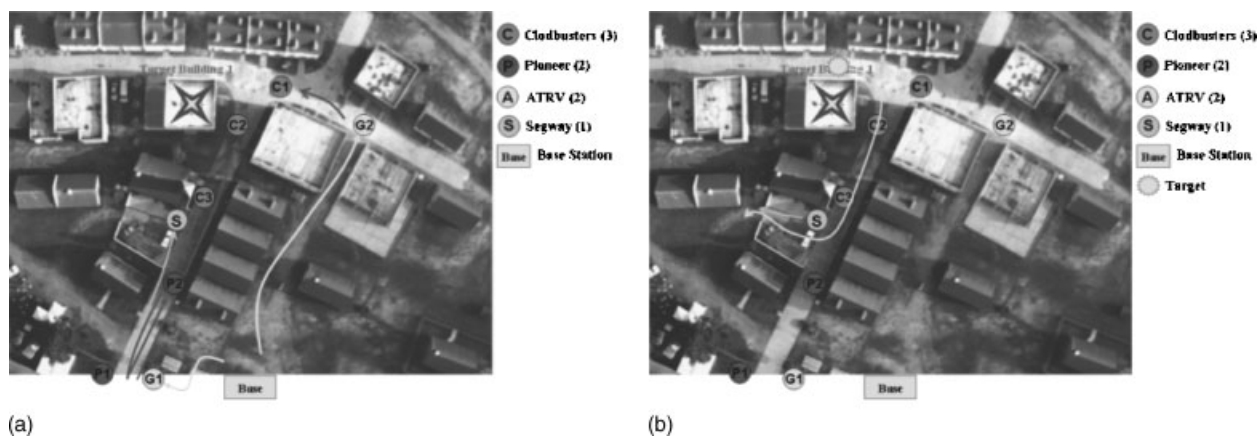 Target Building 1
C1
C2
G2
C3
S
P2
P1
G1
Base
C Clodbusters (3)
P Pioneer (2)
A ATRV (2)
S Segway (1)
Base Base Station
(a)
Target Building 1
C1
C2
G2
C3
S
P2
P1
G1
Base
C Clodbusters (3)
P Pioneer (2)
A ATRV (2)
S Segway (1)
Base Base Station
Target
(b)